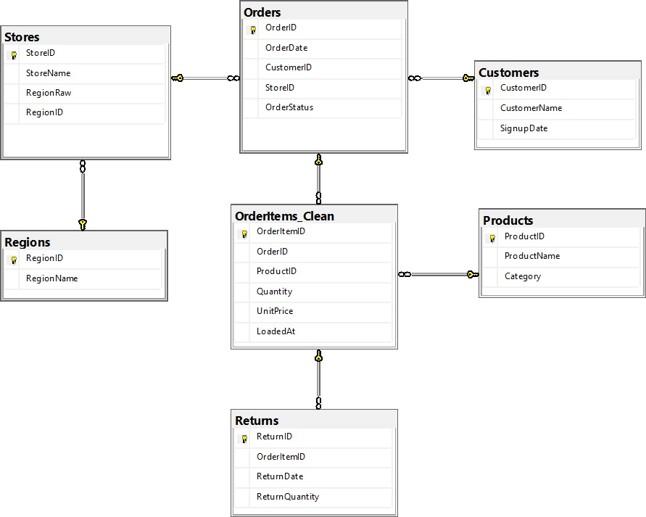 Stores
StoreID
StoreName
RegionRaw
RegionID
Orders
OrderID
OrderDate
CustomerID
StoreID
OrderStatus
Customers
CustomerID
CustomerName
SignupDate
Regions
RegionID
RegionName
OrderItems_Clean
OrderItemID
OrderID
ProductID
Quantity
UnitPrice
LoadedAt
Products
ProductID
ProductName
Category
Returns
ReturnID
OrderItemID
ReturnDate
ReturnQuantity